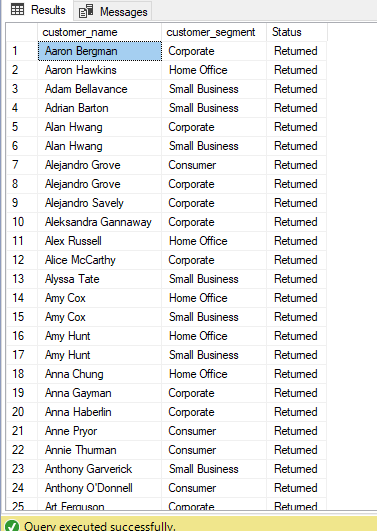 Results Messages
customer_name customer_segment Status
1 Aaron Bergman Corporate Returned
2 Aaron Hawkins Home Office Returned
3 Adam Bellavance Small Business Returned
4 Adrian Barton Small Business Returned
5 Alan Hwang Corporate Returned
6 Alan Hwang Small Business Returned
7 Alejandro Grove Consumer Returned
8 Alejandro Grove Corporate Returned
9 Alejandro Savely Corporate Returned
10 Aleksandra Gannaway Corporate Returned
11 Alex Russell Home Office Returned
12 Alice McCarthy Corporate Returned
13 Alyssa Tate Small Business Returned
14 Amy Cox Home Office Returned
15 Amy Cox Small Business Returned
16 Amy Hunt Home Office Returned
17 Amy Hunt Small Business Returned
18 Anna Chung Home Office Returned
19 Anna Gayman Corporate Returned
20 Anna Haberlin Corporate Returned
21 Anne Pryor Consumer Returned
22 Annie Thurman Consumer Returned
23 Anthony Garverick Small Business Returned
24 Anthony O'Donnell Consumer Returned
25 Art Ferguson Corporate Returned
Query executed successfully.